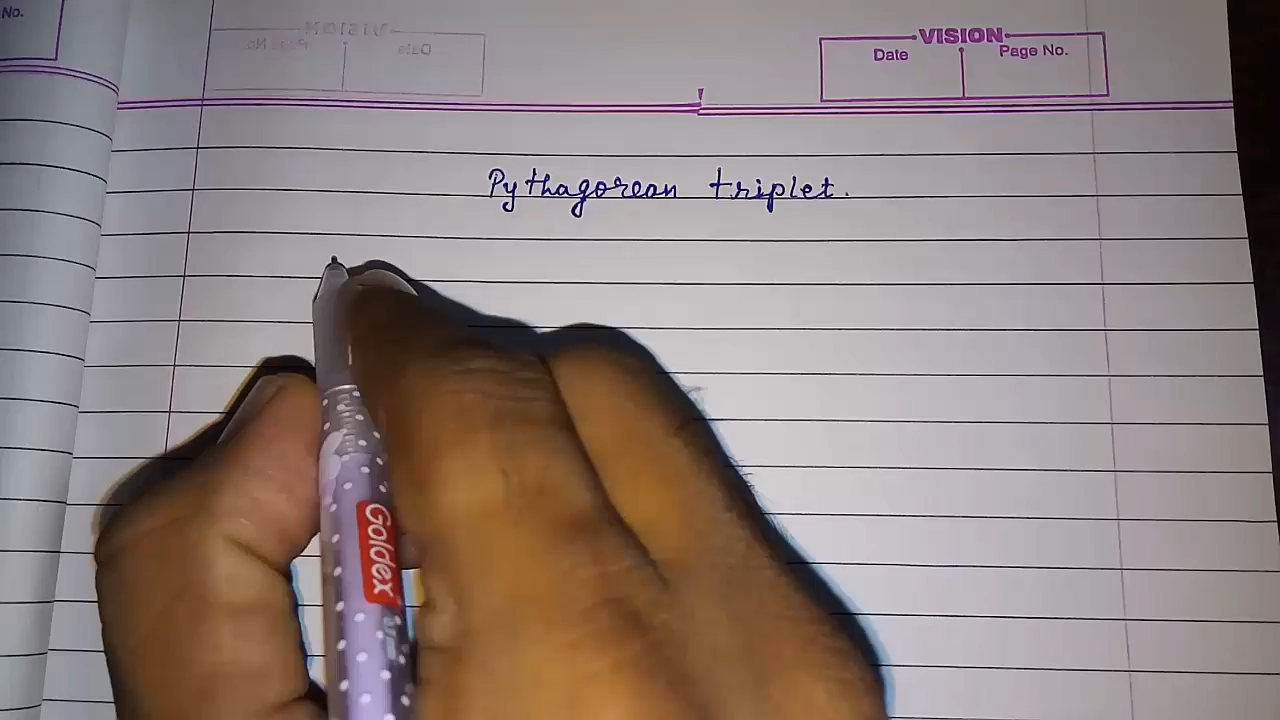 No.
VISION
Date Page No.
Pythagorean triplet.
Goldex